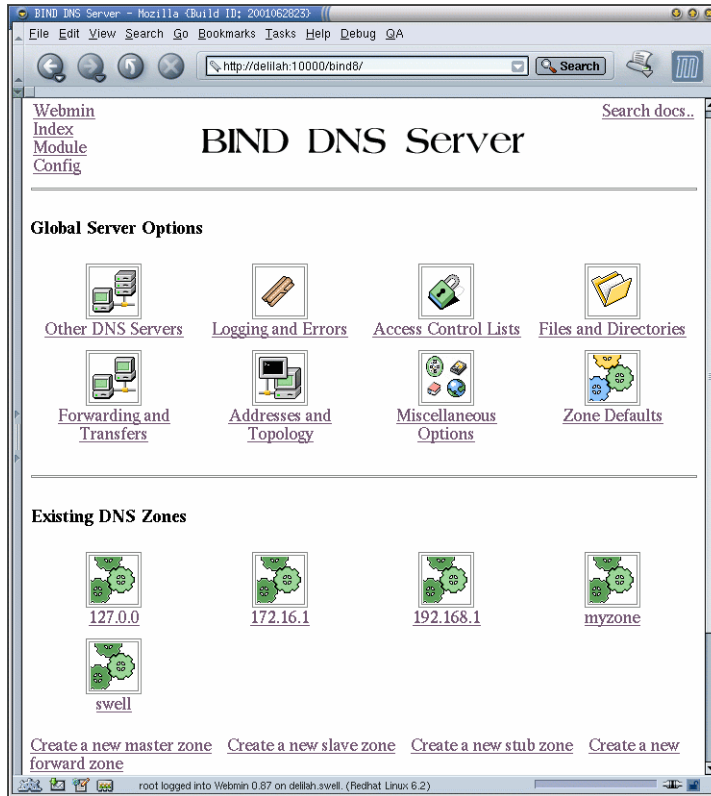 BIND DNS Server - Mozilla {Build ID: 2001062823}
File Edit View Search Go Bookmarks Tasks Help Debug QA
http://delilah:10000/bind8/ Search
Webmin
Index
Module
Config
Search docs..
BIND DNS Server
Global Server Options
Other DNS Servers Logging and Errors Access Control Lists Files and Directories
Forwarding and Addresses and Miscellaneous Zone Defaults
Transfers Topology Options
Existing DNS Zones
127.0.0 172.16.1 192.168.1 myzone
swell
Create a new master zone Create a new slave zone Create a new stub zone Create a new
forward zone
root logged into Webmin 0.87 on delilah.swell. (Redhat Linux 6.2)